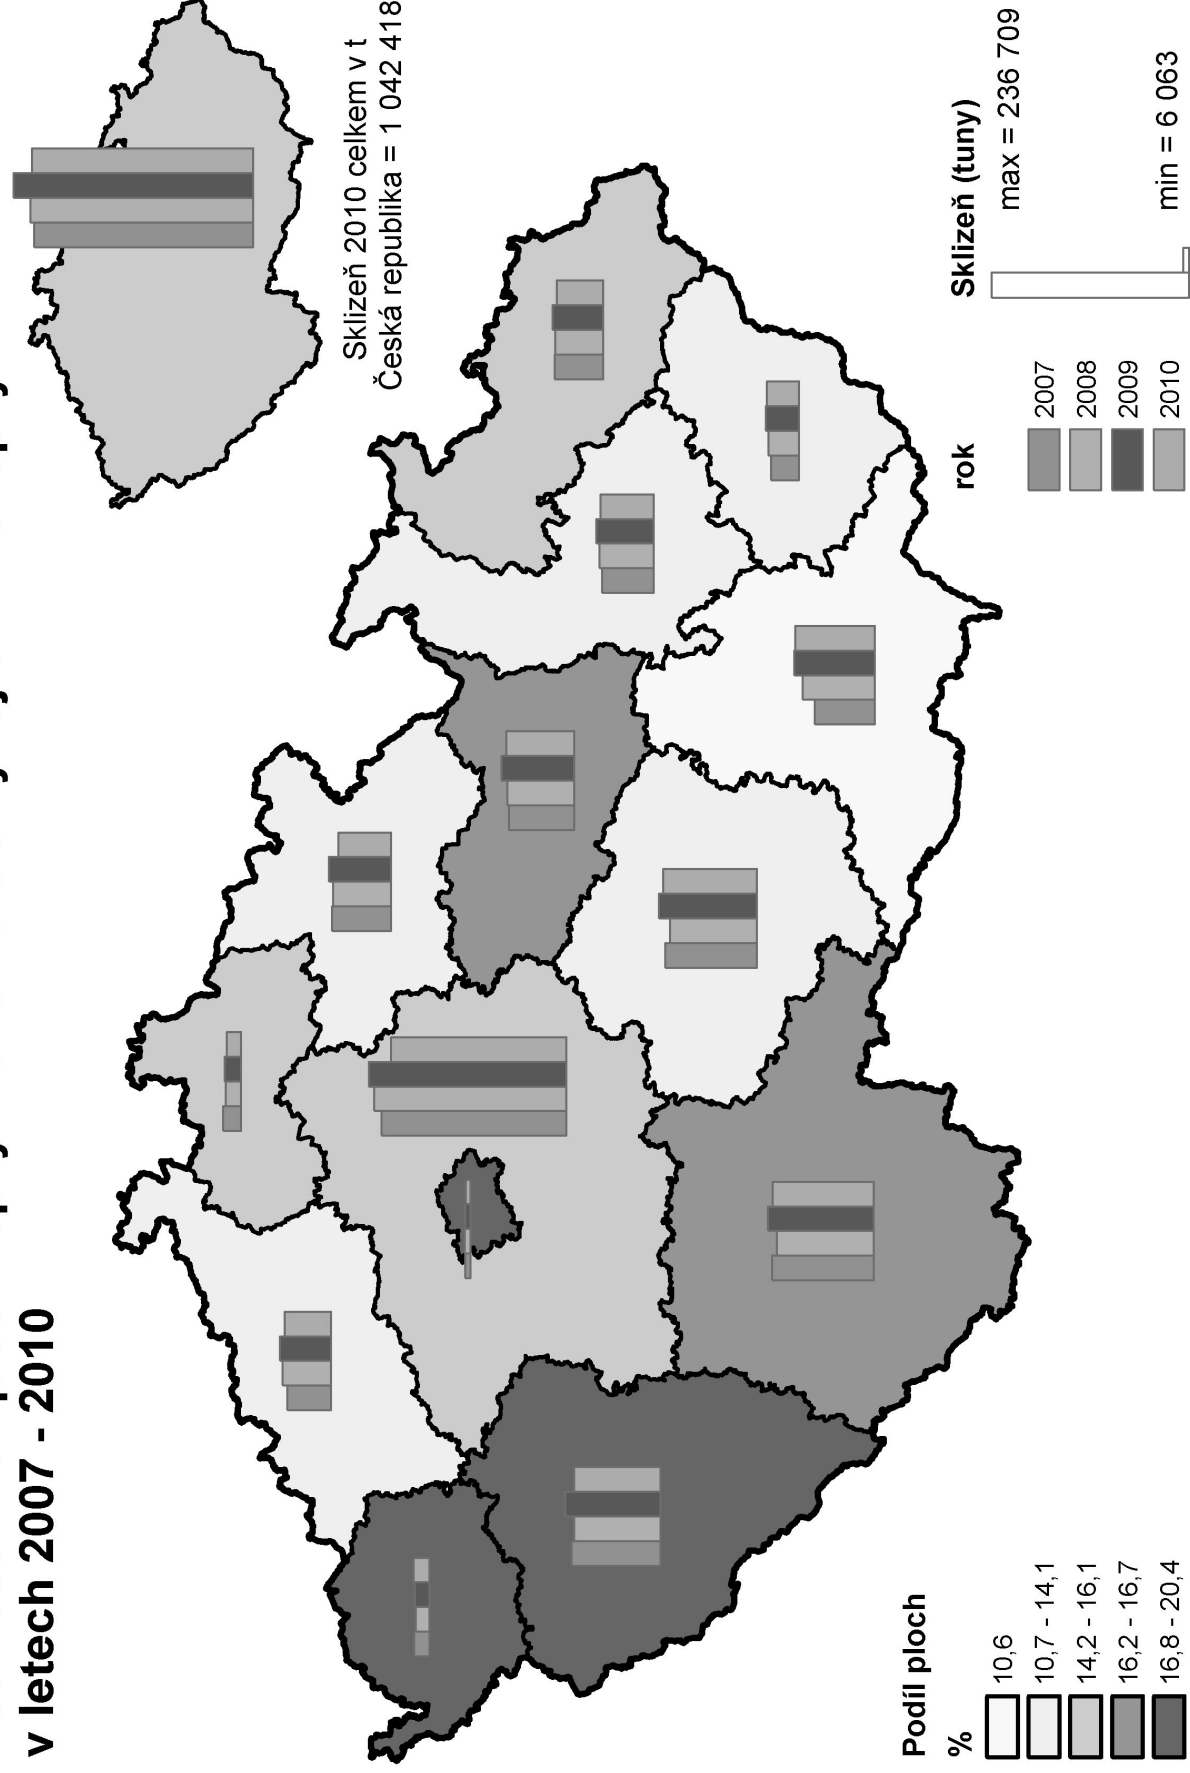 v letech 2007 - 2010
Sklizeň 2010 celkem v t
Česká republika = 1 042 418
Podíl ploch
%
10,6
10,7 - 14,1
14,2 - 16,1
16,2 - 16,7
16,8 - 20,4
rok
2007
2008
2009
2010
Sklizeň (tuny)
max = 236 709
min = 6 063